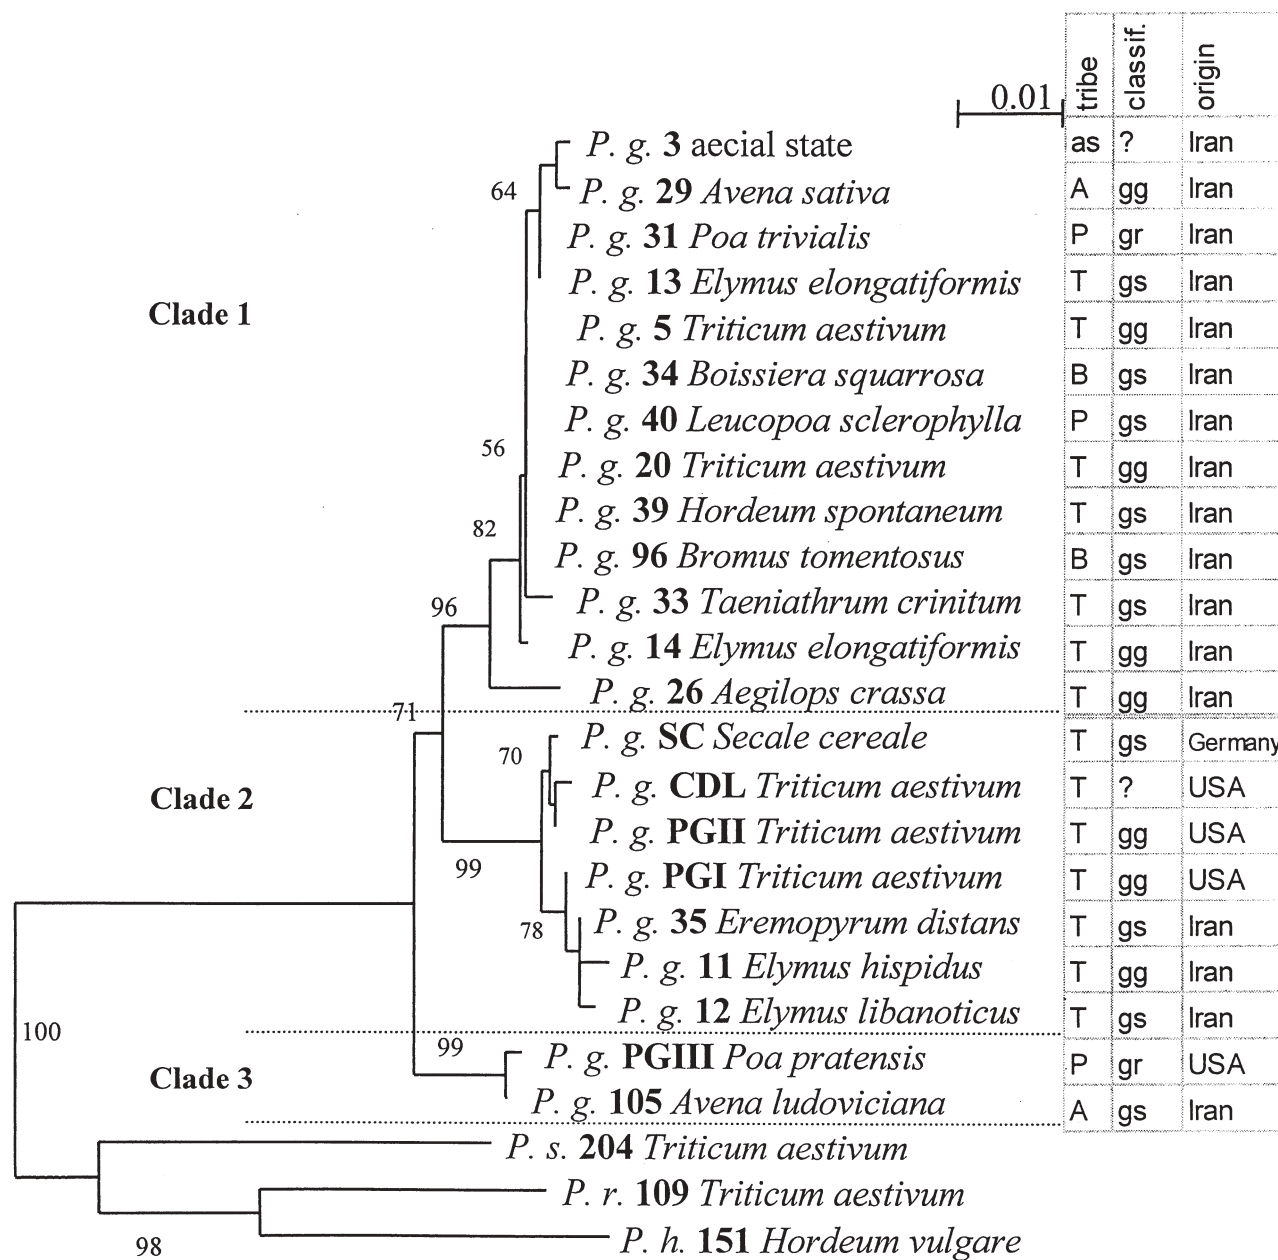 tribe classif. origin
0.01
P. g. 3 aecial state as ? Iran
64
P. g. 29 Avena sativa A gg Iran
P. g. 31 Poa trivialis P gr Iran
P. g. 13 Elymus elongatiformis T gs Iran
Clade 1
P. g. 5 Triticum aestivum T gg Iran
P. g. 34 Boissiera squarrosa B gs Iran
P. g. 40 Leucopoa sclerophylla P gs Iran
56
P. g. 20 Triticum aestivum T gg Iran
P. g. 39 Hordeum spontaneum T gs Iran
82
P. g. 96 Bromus tomentosus B gs Iran
P. g. 33 Taeniathrum crinitum T gs Iran
96
P. g. 14 Elymus elongatiformis T gg Iran
P. g. 26 Aegilops crassa T gg Iran
71
P. g. SC Secale cereale T gs Germany
70
P. g. CDL Triticum aestivum T ? USA
Clade 2
P. g. PGII Triticum aestivum T gg USA
99
P. g. PGI Triticum aestivum T gg USA
P. g. 35 Eremopyrum distans T gs Iran
78
P. g. 11 Elymus hispidus T gg Iran
P. g. 12 Elymus libanoticus T gs Iran
100
99
P. g. PGIII Poa pratensis P gr USA
Clade 3
P. g. 105 Avena ludoviciana A gs Iran
P. s. 204 Triticum aestivum
P. r. 109 Triticum aestivum
P. h. 151 Hordeum vulgare
98